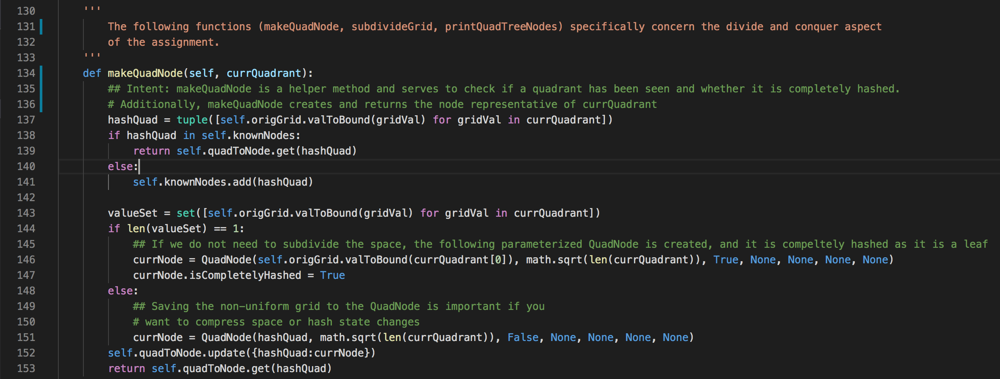 130 '''
131 The following functions (makeQuadNode, subdivideGrid, printQuadTreeNodes) specifically concern the divide and conquer aspect
132 of the assignment.
133 '''
134 def makeQuadNode(self, currQuadrant):
135 ## Intent: makeQuadNode is a helper method and serves to check if a quadrant has been seen and whether it is completely hashed.
136 # Additionally, makeQuadNode creates and returns the node representative of currQuadrant
137 hashQuad = tuple([self.origGrid.valToBound(gridVal) for gridVal in currQuadrant])
138 if hashQuad in self.knownNodes:
139 return self.quadToNode.get(hashQuad)
140 else:
141 self.knownNodes.add(hashQuad)
142
143 valueSet = set([self.origGrid.valToBound(gridVal) for gridVal in currQuadrant])
144 if len(valueSet) == 1:
145 ## If we do not need to subdivide the space, the following parameterized QuadNode is created, and it is compeltely hashed as it is a leaf
146 currNode = QuadNode(self.origGrid.valToBound(currQuadrant[0]), math.sqrt(len(currQuadrant)), True, None, None, None, None)
147 currNode.isCompletelyHashed = True
148 else:
149 ## Saving the non-uniform grid to the QuadNode is important if you
150 # want to compress space or hash state changes
151 currNode = QuadNode(hashQuad, math.sqrt(len(currQuadrant)), False, None, None, None, None)
152 self.quadToNode.update({hashQuad:currNode})
153 return self.quadToNode.get(hashQuad)